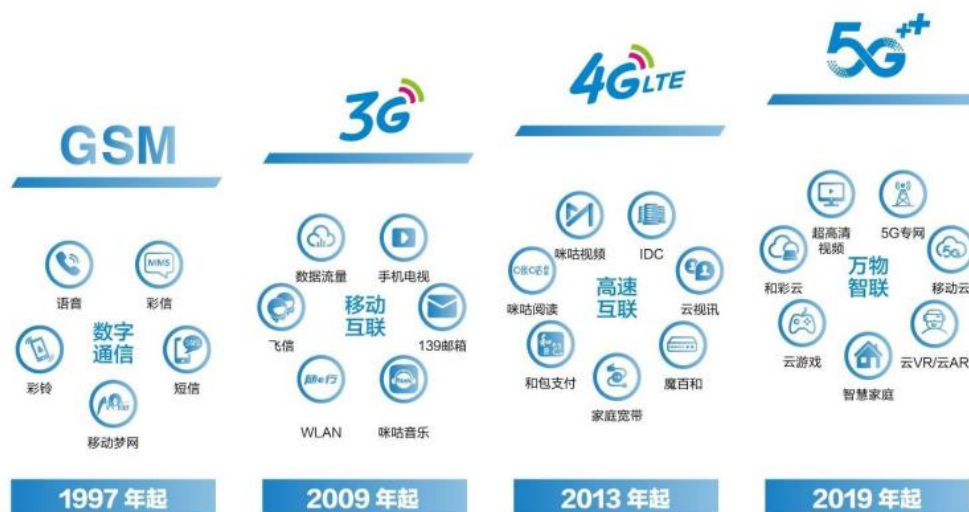 GSM
语音
彩信
MMS
数字
通信
彩铃
短信
SMS
移动梦网
1997 年起
3G
数据流量
手机电视
移动
互联
飞信
139邮箱
随e行
WLAN
咪咕音乐
2009 年起
4G LTE
咪咕视频
IDC
高速
互联
咪咕阅读
云视讯
和包支付
魔百和
家庭宽带
2013 年起
5G++
超高清
视频
5G专网
万物
智联
和彩云
5G
移动云
云游戏
云VR/云AR
智慧家庭
2019 年起